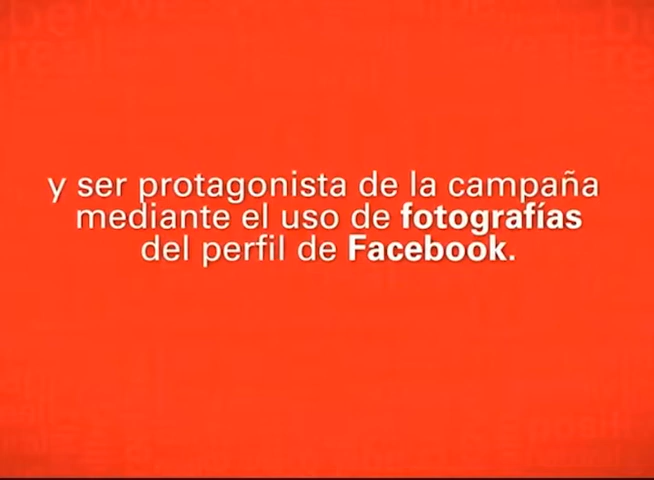 y ser protagonista de la campaña
mediante el uso de fotografías
del perfil de Facebook.